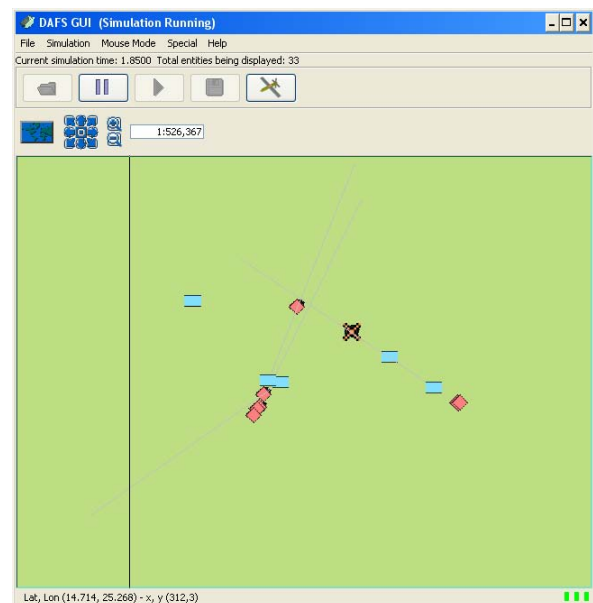 DAFS GUI (Simulation Running)
File Simulation Mouse Mode Special Help
Current simulation time: 1.8500 Total entities being displayed: 33
1:526,367
Lat, Lon (14.714, 25.268) - x, y (312,3)